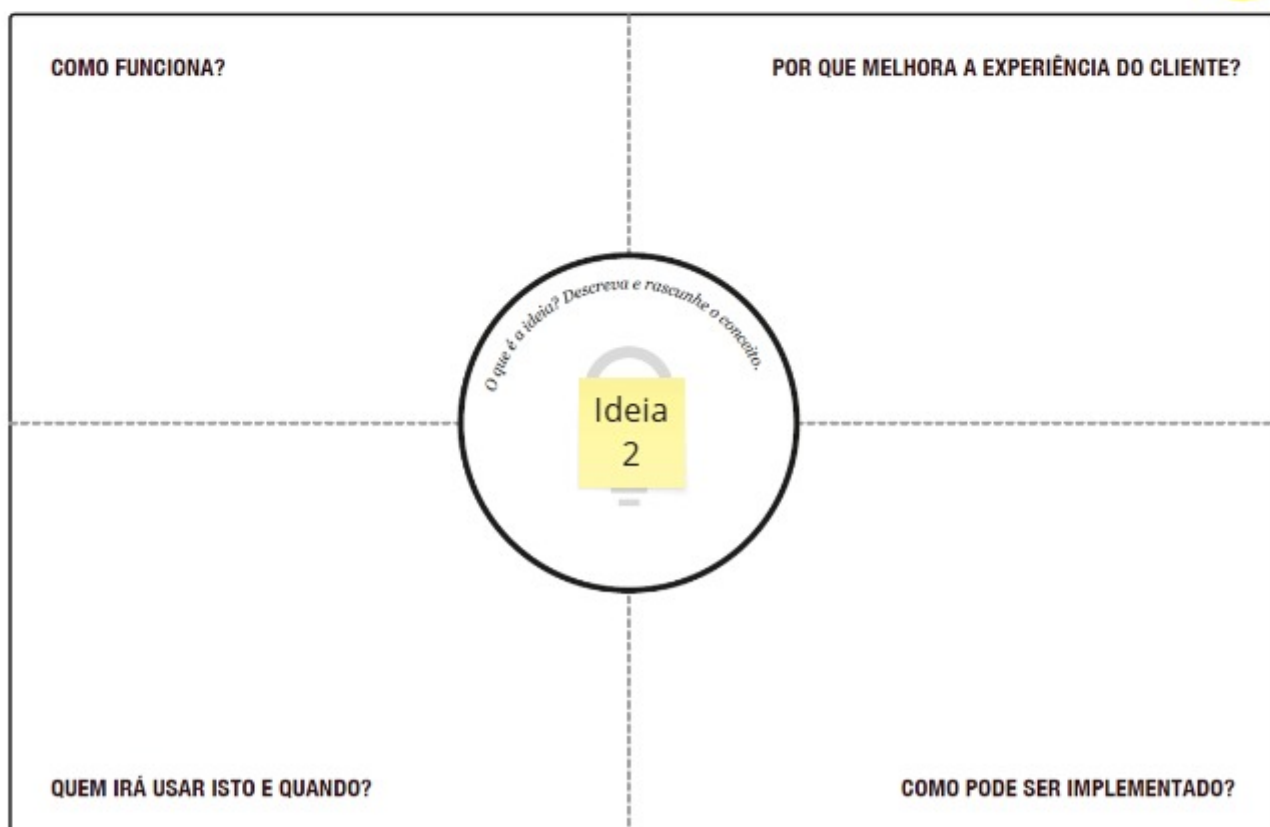 COMO FUNCIONA?
POR QUE MELHORA A EXPERIÊNCIA DO CLIENTE?
O que é a ideia? Descreva e rascunhe o conceito.
Ideia
2
QUEM IRÁ USAR ISTO E QUANDO?
COMO PODE SER IMPLEMENTADO?